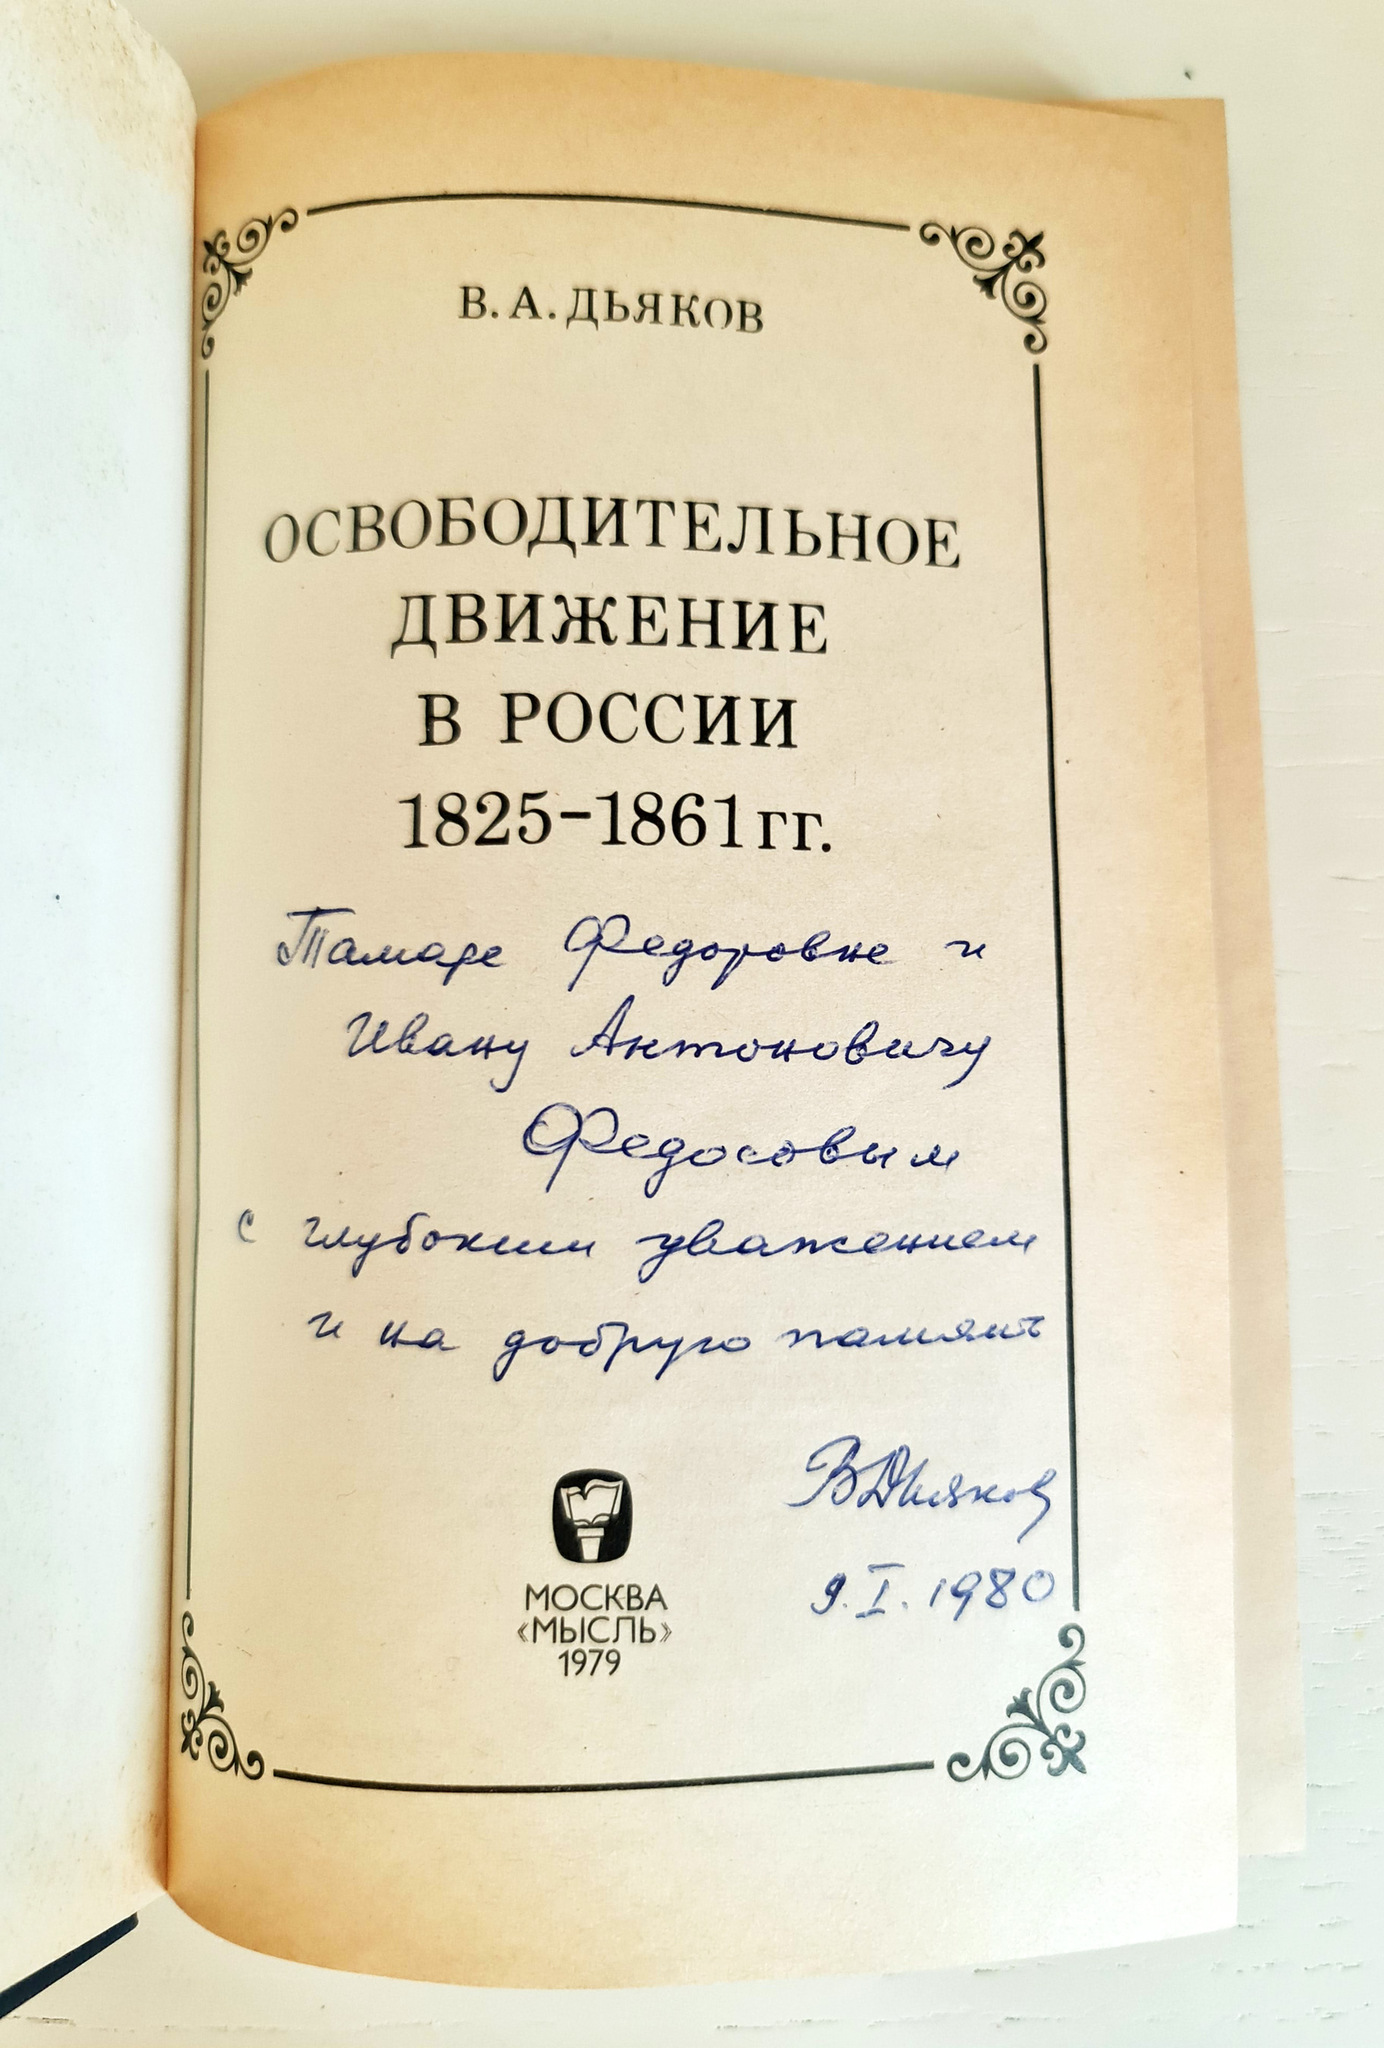 В. А. ДЬЯКОВ
ОСВОБОДИТЕЛЬНОЕ
ДВИЖЕНИЕ
В РОССИИ
1825-1861 гг.
Тамаре Федоровне и
Ивану Антоновичу
Федосовым
с глубоким уважением
и на добрую память
ВДьяков
9.I.1980
МОСКВА
«МЫСЛЬ»
1979